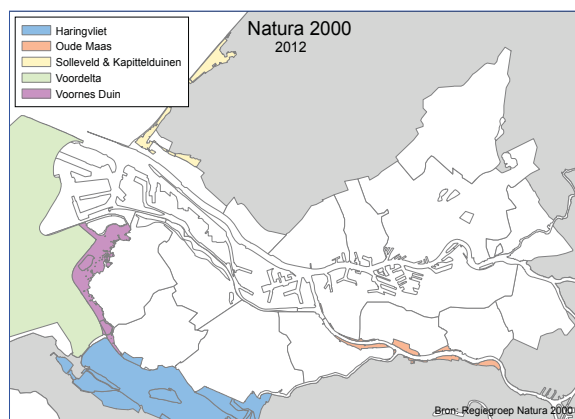 Natura 2000
2012
Haringvliet
Oude Maas
Solleveld & Kapittelduinen
Voordelta
Voornes Duin
Bron: Regiegroep Natura 2000